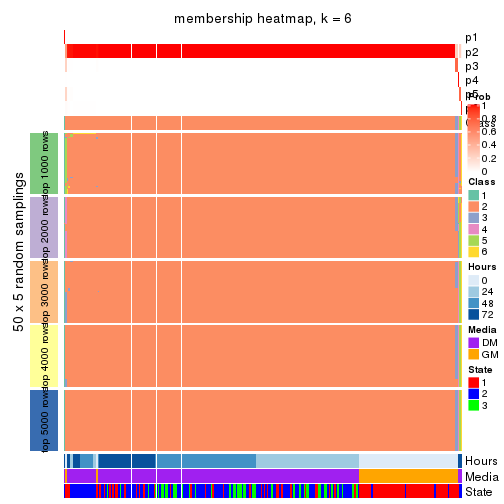 membership heatmap, k = 6
p1
p2
p3
p4
p5
Prob
1
0.8
0.6
0.4
0.2
0
Class
1
2
3
4
5
6
Hours
0
24
48
72
Media
DM
GM
State
1
2
3
50 x 5 random samplings
top 1000 rows
top 2000 rows
top 3000 rows
top 4000 rows
top 5000 rows
Hours
Media
State